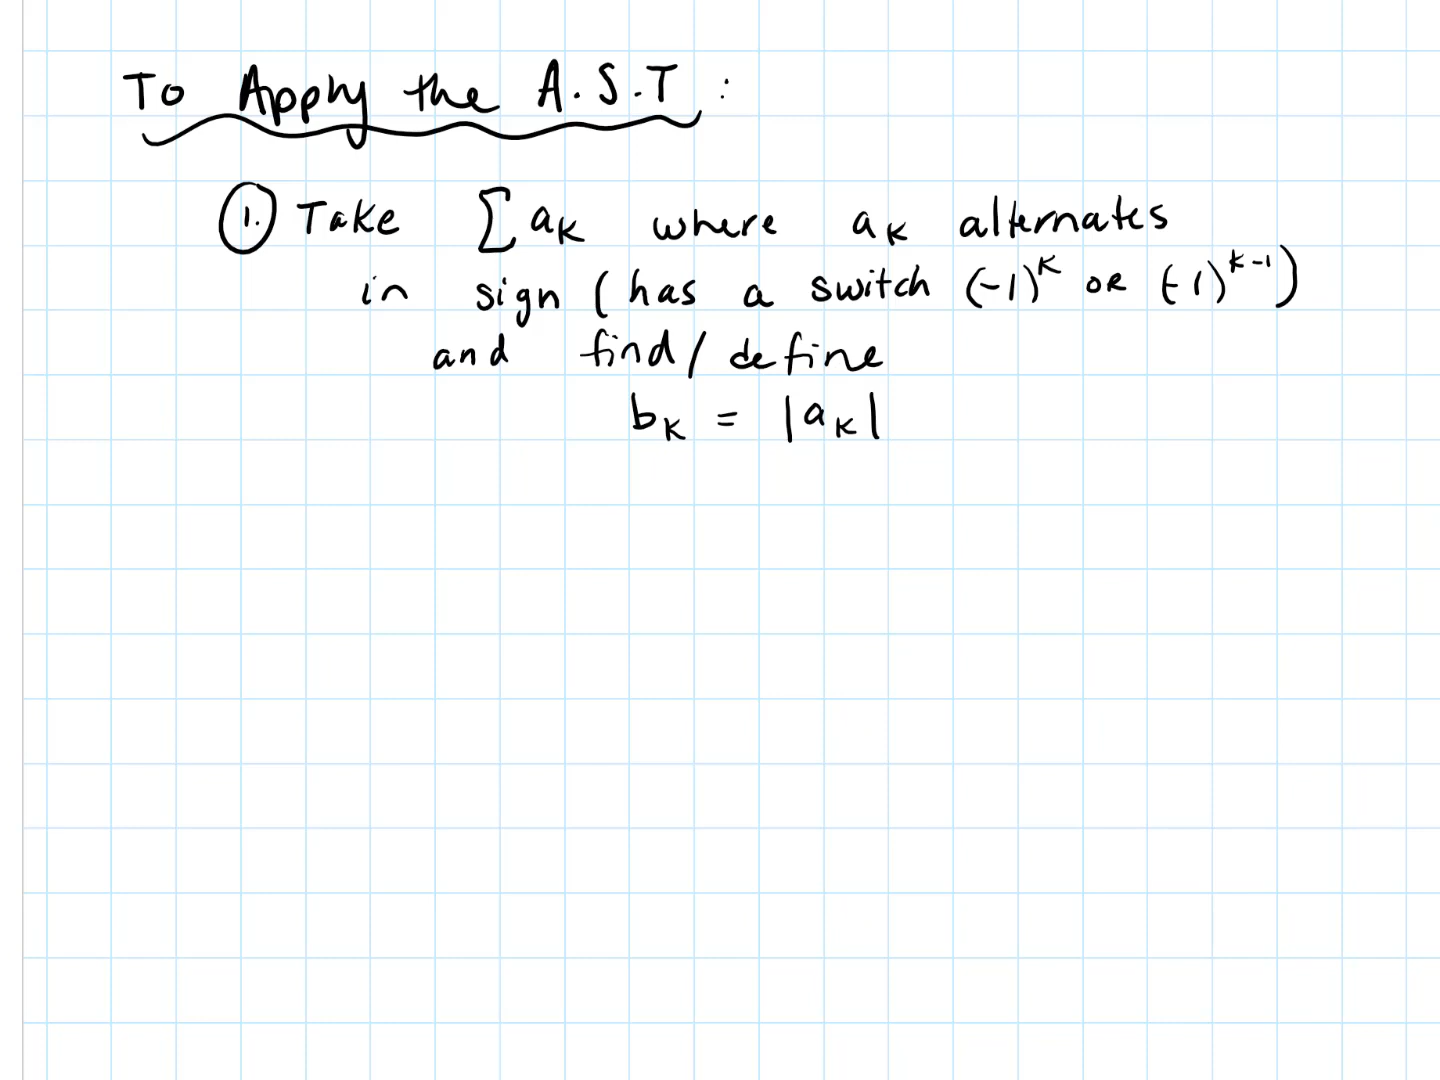 To Apply the A.S.T :
1. Take ∑ aₖ where aₖ alternates
in sign (has a switch (-1)ᵏ or (-1)ᵏ⁻¹)
and find/define
bₖ = |aₖ|